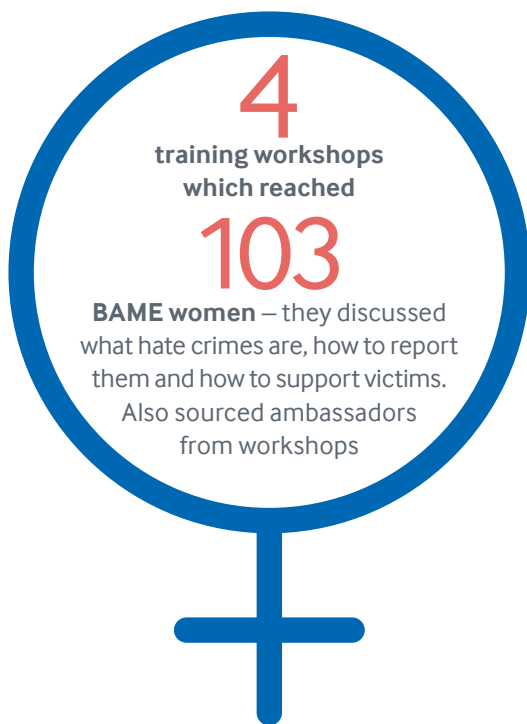 4
training workshops
which reached
103
BAME women – they discussed
what hate crimes are, how to report
them and how to support victims.
Also sourced ambassadors
from workshops